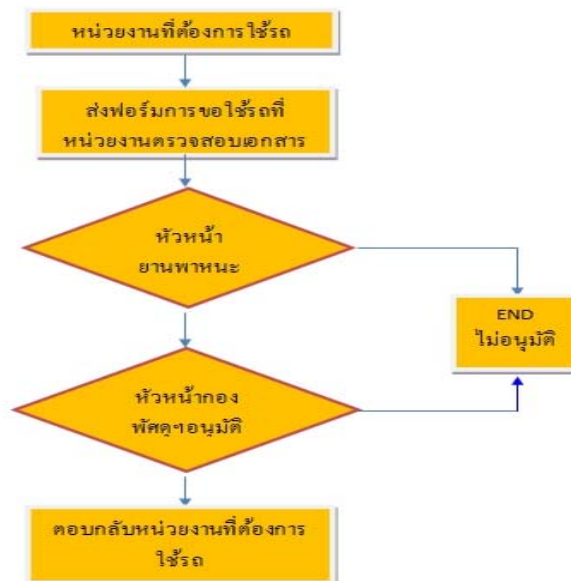 หน่วยงานที่ต้องการใช้รถ
ส่งฟอร์มการขอใช้รถที่
หน่วยงานตรวจสอบเอกสาร
หัวหน้า
ยานพาหนะ
END
ไม่อนุมัติ
หัวหน้ากอง
พัสดุฯอนุมัติ
ตอบกลับหน่วยงานที่ต้องการ
ใช้รถ